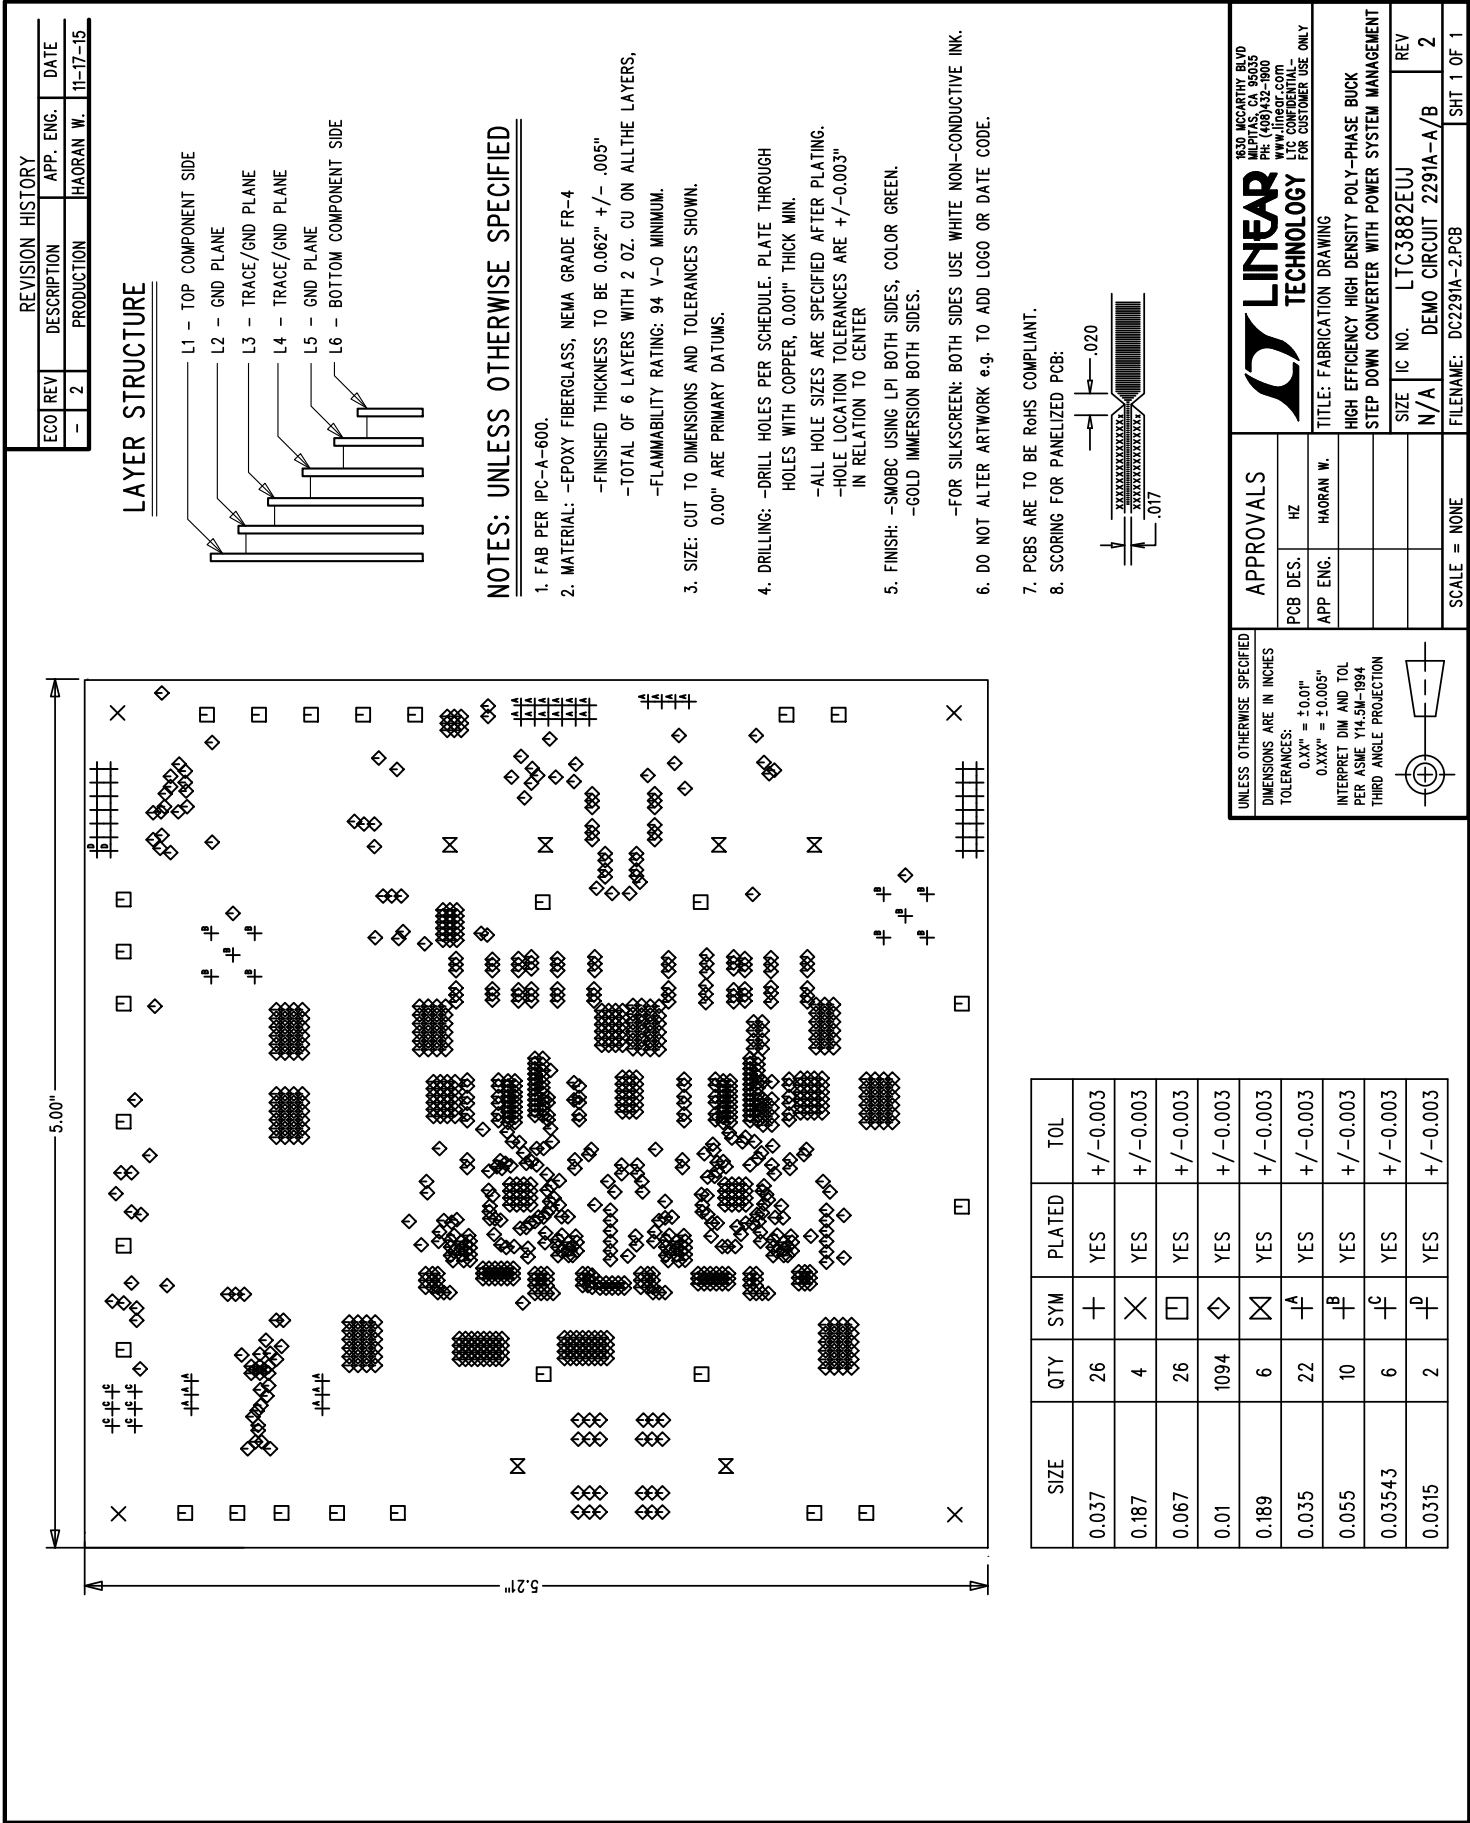 REVISION HISTORY
ECO REV DESCRIPTION APP. ENG. DATE
- 2 PRODUCTION HAORAN W. 11-17-15
LAYER STRUCTURE
L1 - TOP COMPONENT SIDE
L2 - GND PLANE
L3 - TRACE/GND PLANE
L4 - TRACE/GND PLANE
L5 - GND PLANE
L6 - BOTTOM COMPONENT SIDE
NOTES: UNLESS OTHERWISE SPECIFIED
1. FAB PER IPC-A-600.
2. MATERIAL: -EPOXY FIBERGLASS, NEMA GRADE FR-4
-FINISHED THICKNESS TO BE 0.062" +/- .005"
-TOTAL OF 6 LAYERS WITH 2 OZ. CU ON ALLTHE LAYERS,
-FLAMMABILITY RATING: 94 V-0 MINIMUM.
3. SIZE: CUT TO DIMENSIONS AND TOLERANCES SHOWN.
0.00" ARE PRIMARY DATUMS.
4. DRILLING: -DRILL HOLES PER SCHEDULE. PLATE THROUGH
HOLES WITH COPPER, 0.001" THICK MIN.
-ALL HOLE SIZES ARE SPECIFIED AFTER PLATING.
-HOLE LOCATION TOLERANCES ARE +/-0.003"
IN RELATION TO CENTER
5. FINISH: -SMOBC USING LPI BOTH SIDES, COLOR GREEN.
-GOLD IMMERSION BOTH SIDES.
-FOR SILKSCREEN: BOTH SIDES USE WHITE NON-CONDUCTIVE INK.
6. DO NOT ALTER ARTWORK e.g. TO ADD LOGO OR DATE CODE.
7. PCBS ARE TO BE RoHS COMPLIANT.
8. SCORING FOR PANELIZED PCB:
.020
.017
5.00"
5.21"
SIZE QTY SYM PLATED TOL
0.037 26 YES +/-0.003
0.187 4 YES +/-0.003
0.067 26 YES +/-0.003
0.01 1094 YES +/-0.003
0.189 6 YES +/-0.003
0.035 22 A YES +/-0.003
0.055 10 B YES +/-0.003
0.03543 6 C YES +/-0.003
0.0315 2 D YES +/-0.003
UNLESS OTHERWISE SPECIFIED
DIMENSIONS ARE IN INCHES
TOLERANCES:
0.XX" = ±0.01"
0.XXX" = ±0.005"
INTERPRET DIM AND TOL
PER ASME Y14.5M-1994
THIRD ANGLE PROJECTION
APPROVALS
PCB DES. HZ
APP ENG. HAORAN W.
SCALE = NONE
LINEAR
TECHNOLOGY
1630 MCCARTHY BLVD
MILPITAS, CA 95035
PH: (408)432-1900
www.linear.com
LTC CONFIDENTIAL-
FOR CUSTOMER USE ONLY
TITLE: FABRICATION DRAWING
HIGH EFFICIENCY HIGH DENSITY POLY-PHASE BUCK
STEP DOWN CONVERTER WITH POWER SYSTEM MANAGEMENT
SIZE IC NO. LTC3882EUJ REV
N/A DEMO CIRCUIT 2291A-A/B 2
FILENAME: DC2291A-2.PCB SHT 1 OF 1